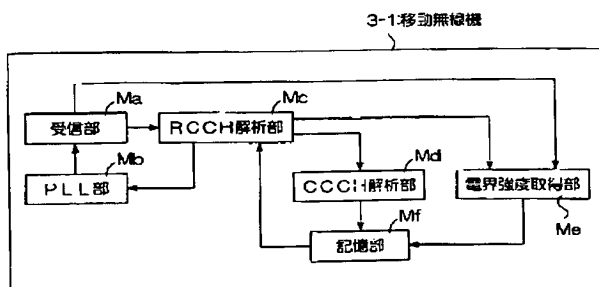 3-1:移動無線機
Ma
受信部
Mc
RCCH解析部
Mb
PLL部
Md
CCCH解析部
電界強度取得部
Me
Mf
記憶部